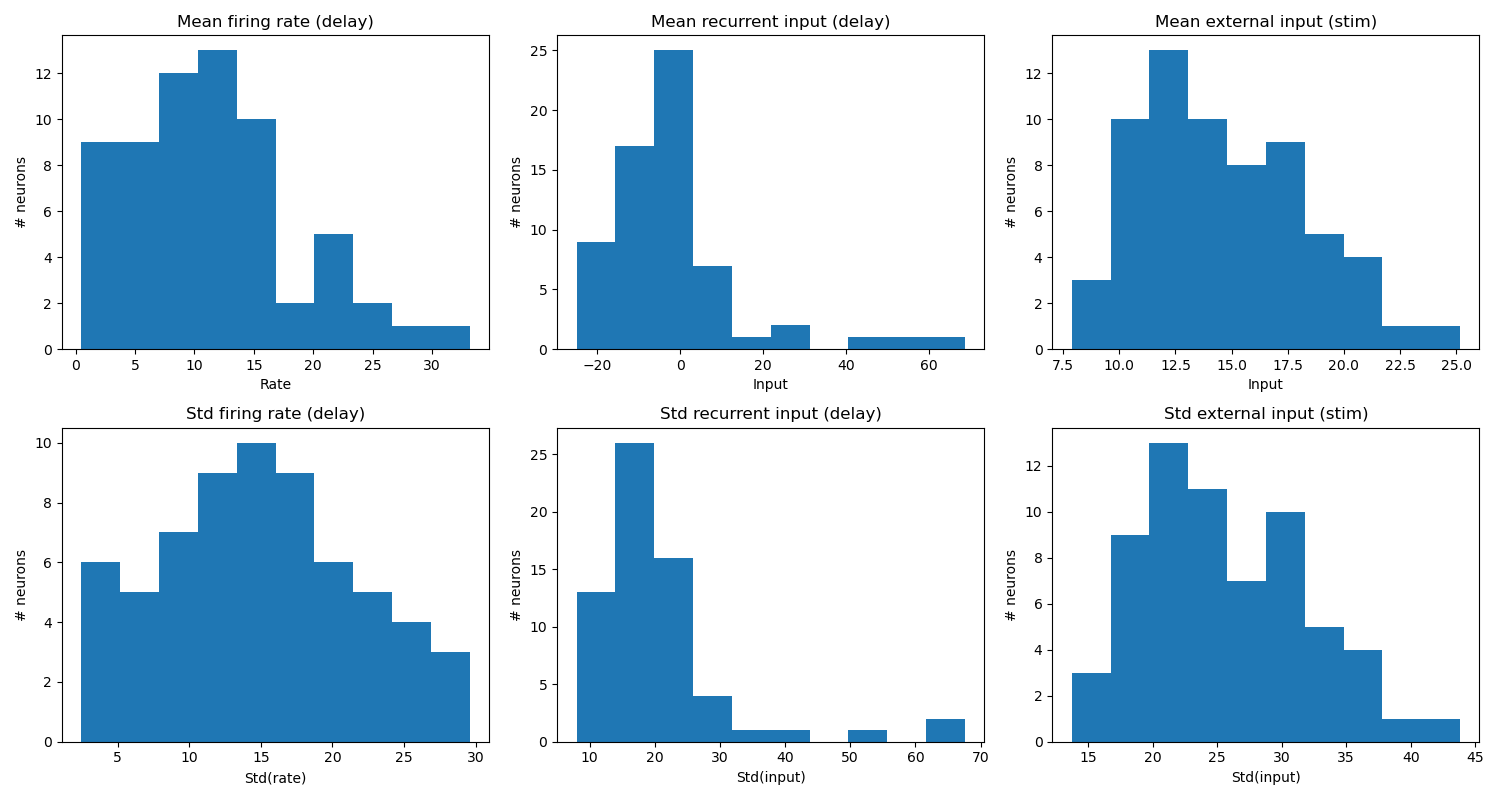 Mean firing rate (delay)
12
10
8
6
4
2
0
# neurons
0 5 10 15 20 25 30
Rate
Mean recurrent input (delay)
25
20
15
10
5
0
# neurons
−20 0 20 40 60
Input
Mean external input (stim)
12
10
8
6
4
2
0
# neurons
7.5 10.0 12.5 15.0 17.5 20.0 22.5 25.0
Input
Std firing rate (delay)
10
8
6
4
2
0
# neurons
5 10 15 20 25 30
Std(rate)
Std recurrent input (delay)
25
20
15
10
5
0
# neurons
10 20 30 40 50 60 70
Std(input)
Std external input (stim)
12
10
8
6
4
2
0
# neurons
15 20 25 30 35 40 45
Std(input)